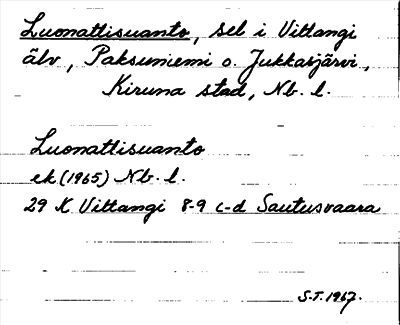 Luonattisuanto, sel i Vittangi
älv, Paksuniemi o. Jukkasjärvi,
Kiruna stad, Nb. l.
Luonattisuanto
ek (1965) Nb. l.
29 K Vittangi 8-9 c-d Sautusvaara
S.T. 1967.